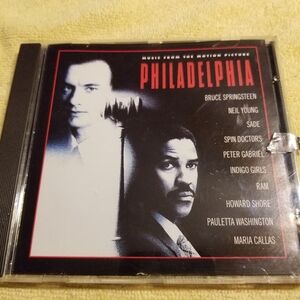 MUSIC FROM THE MOTION PICTURE
PHILADELPHIA
BRUCE SPRINGSTEEN
NEIL YOUNG
SADE
SPIN DOCTORS
PETER GABRIEL
INDIGO GIRLS
RAM
HOWARD SHORE
PAULETTA WASHINGTON
MARIA CALLAS